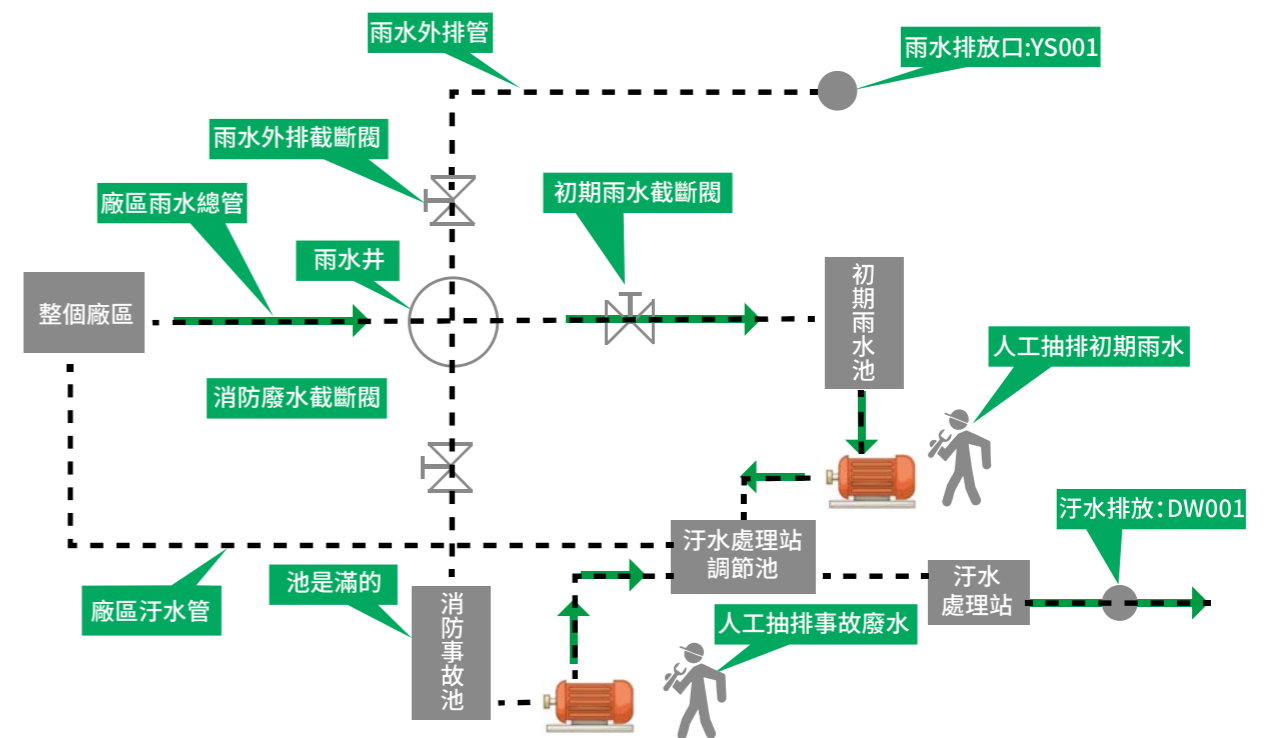 雨水外排管
雨水排放口:YS001
雨水外排截斷閥
廠區雨水總管
初期雨水截斷閥
雨水井
整個廠區
初期雨水池
人工抽排初期雨水
消防廢水截斷閥
汙水排放：DW001
汙水處理站
調節池
池是滿的
汙水
處理站
廠區汙水管
消防事故池
人工抽排事故廢水